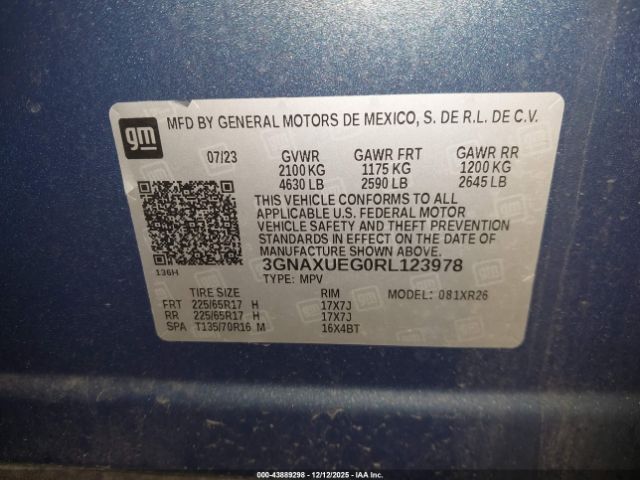 gm
MFD BY GENERAL MOTORS DE MEXICO, S. DE R.L. DE C.V.
07/23 GVWR GAWR FRT GAWR RR
2100 KG 1175 KG 1200 KG
4630 LB 2590 LB 2645 LB
THIS VEHICLE CONFORMS TO ALL
APPLICABLE U.S. FEDERAL MOTOR
VEHICLE SAFETY AND THEFT PREVENTION
STANDARDS IN EFFECT ON THE DATE OF
MANUFACTURE SHOWN ABOVE.
3GNAXUEG0RL123978
136H TYPE: MPV
TIRE SIZE RIM MODEL: 081XR26
FRT 225/65R17 H 17X7J
RR 225/65R17 H 17X7J
SPA T135/70R16 M 16X4BT
000-43889298 - 12/12/2025 - IAA Inc.